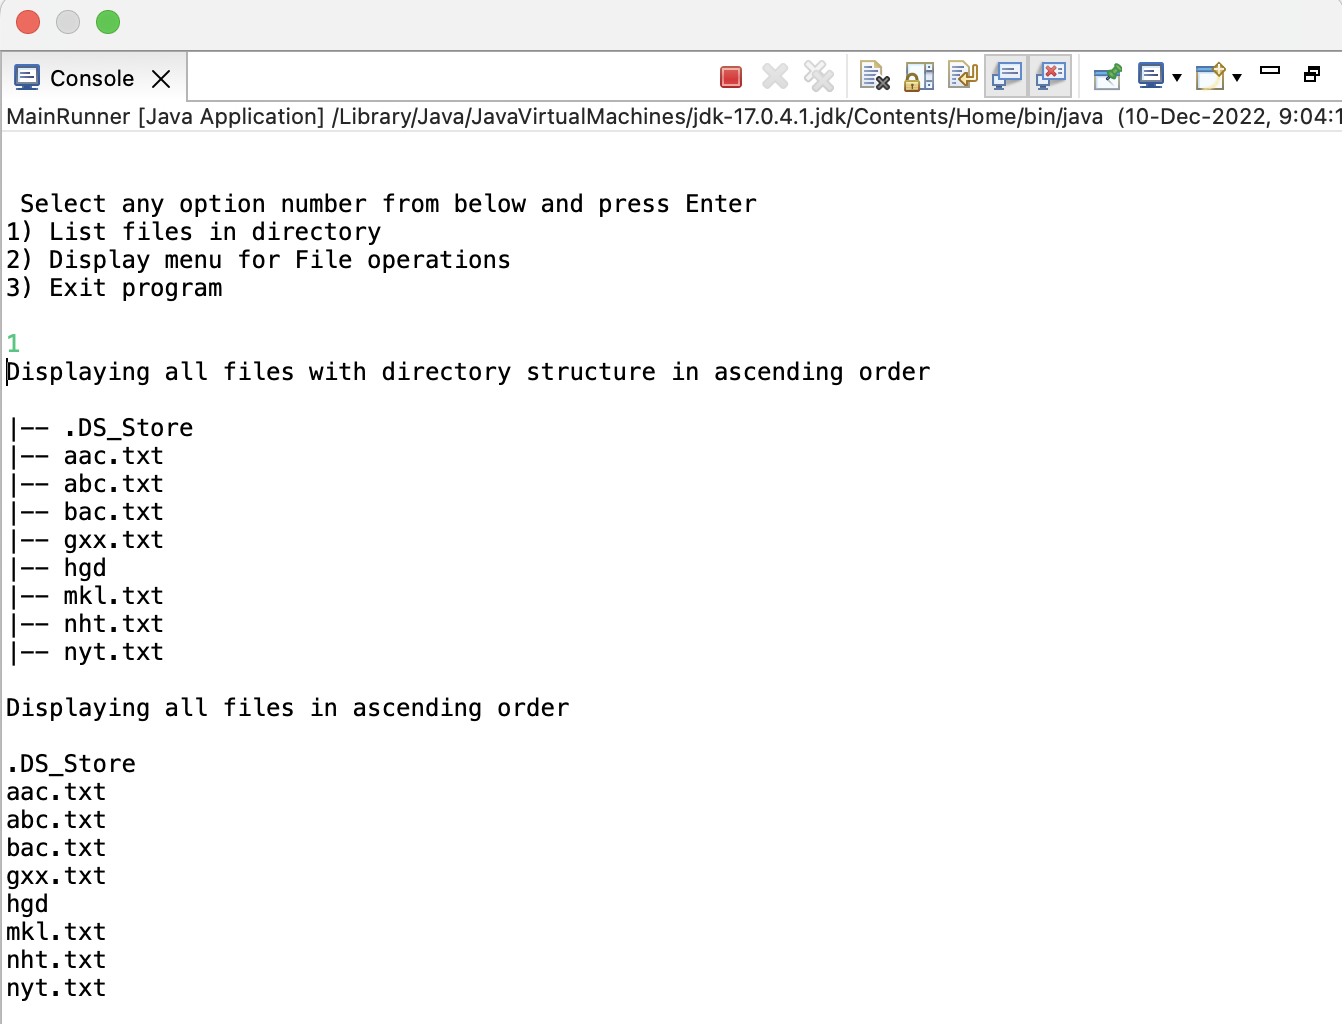 Console
MainRunner [Java Application] /Library/Java/JavaVirtualMachines/jdk-17.0.4.1.jdk/Contents/Home/bin/java (10-Dec-2022, 9:04:1
Select any option number from below and press Enter
1) List files in directory
2) Display menu for File operations
3) Exit program
1
Displaying all files with directory structure in ascending order
|-- .DS_Store
|-- aac.txt
|-- abc.txt
|-- bac.txt
|-- gxx.txt
|-- hgd
|-- mkl.txt
|-- nht.txt
|-- nyt.txt
Displaying all files in ascending order
.DS_Store
aac.txt
abc.txt
bac.txt
gxx.txt
hgd
mkl.txt
nht.txt
nyt.txt